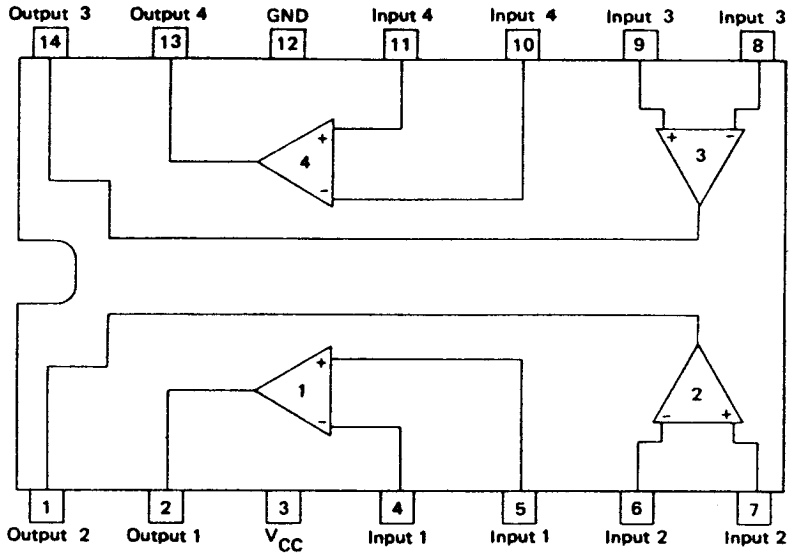 Output 3 Output 4 GND Input 4 Input 4 Input 3 Input 3
14 13 12 11 10 9 8
+ 4 -
+ - 3
+ 1 -
2 - +
1 2 3 4 5 6 7
Output 2 Output 1 VCC Input 1 Input 1 Input 2 Input 2